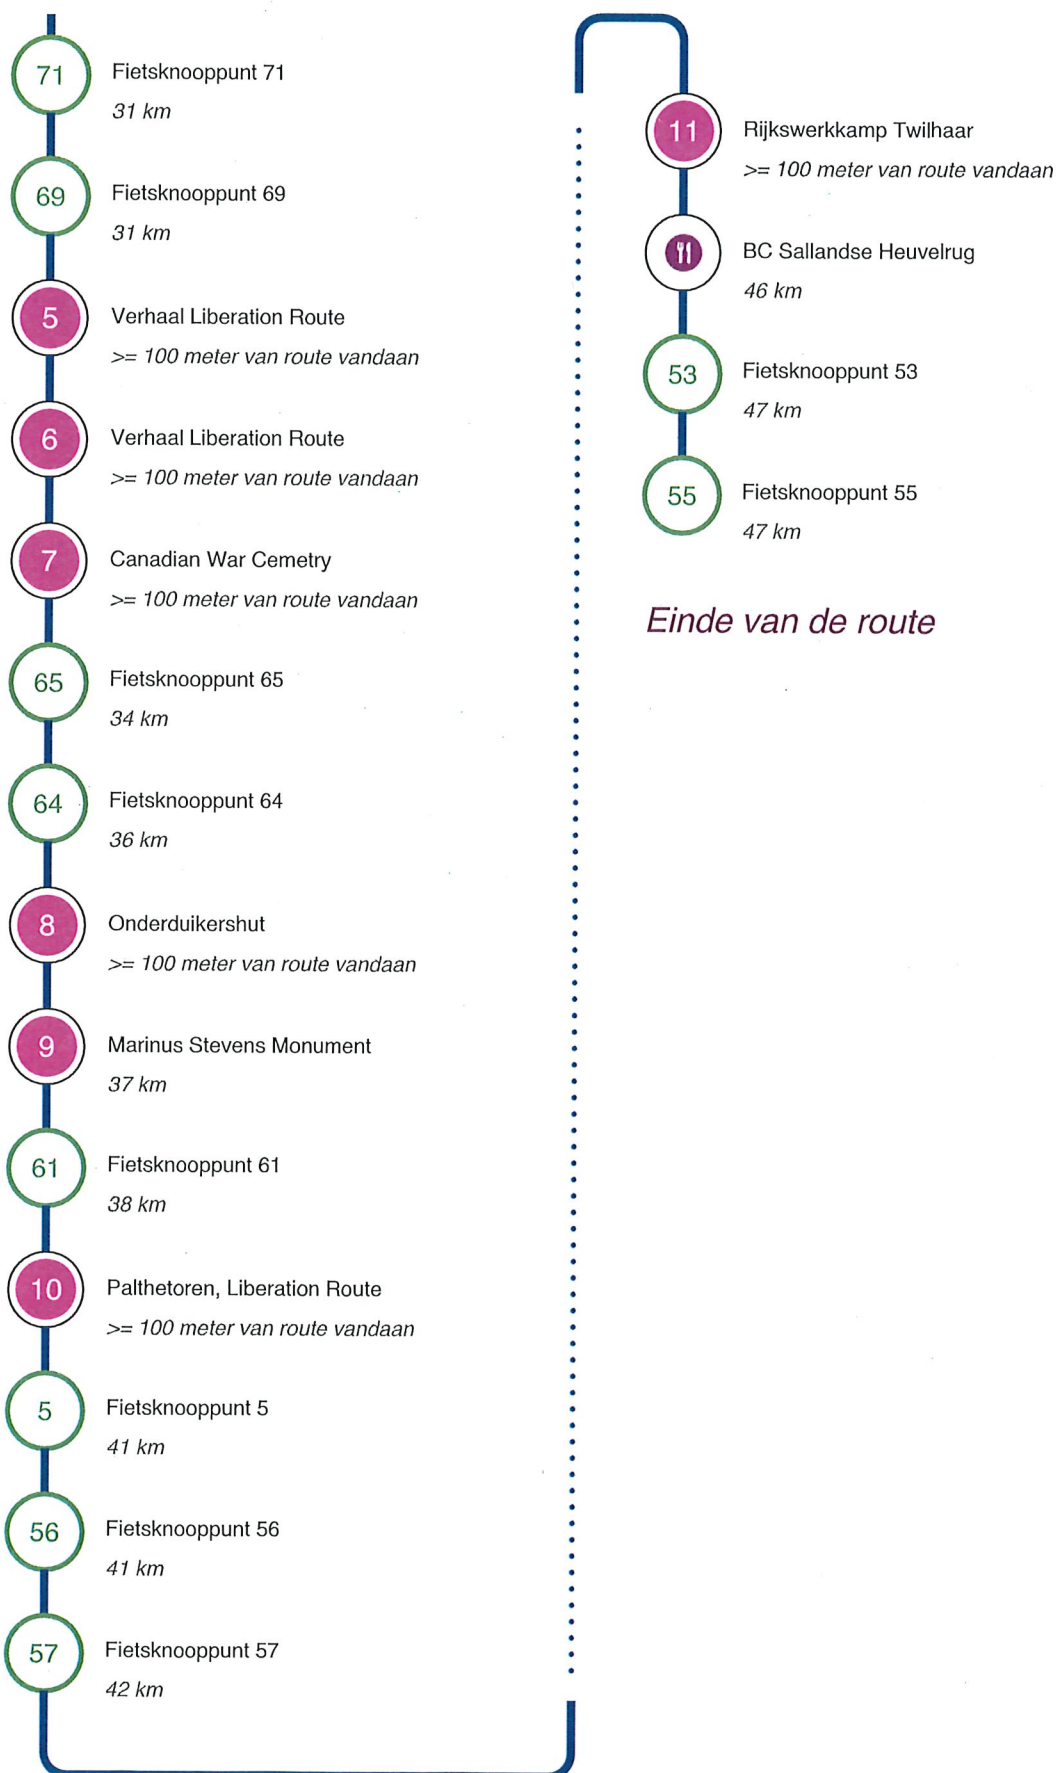 71
Fietsknooppunt 71
31 km
69
Fietsknooppunt 69
31 km
5
Verhaal Liberation Route
>= 100 meter van route vandaan
6
Verhaal Liberation Route
>= 100 meter van route vandaan
7
Canadian War Cemetry
>= 100 meter van route vandaan
65
Fietsknooppunt 65
34 km
64
Fietsknooppunt 64
36 km
8
Onderduikershut
>= 100 meter van route vandaan
9
Marinus Stevens Monument
37 km
61
Fietsknooppunt 61
38 km
10
Palthetoren, Liberation Route
>= 100 meter van route vandaan
5
Fietsknooppunt 5
41 km
56
Fietsknooppunt 56
41 km
57
Fietsknooppunt 57
42 km
11
Rijkswerkkamp Twilhaar
>= 100 meter van route vandaan
BC Sallandse Heuvelrug
46 km
53
Fietsknooppunt 53
47 km
55
Fietsknooppunt 55
47 km
Einde van de route